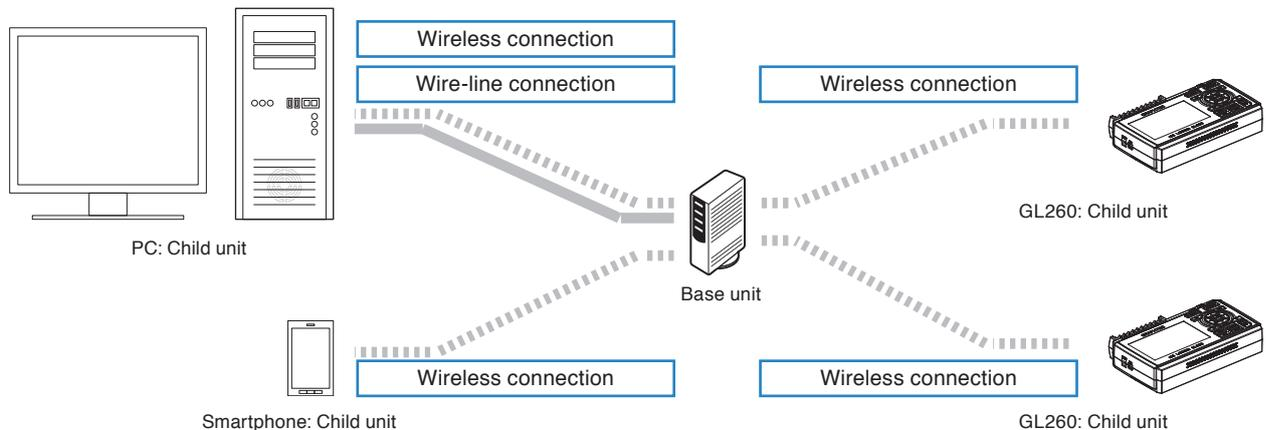 Wireless connection
Wire-line connection
Wireless connection
PC: Child unit
GL260: Child unit
Base unit
Wireless connection
Wireless connection
Smartphone: Child unit
GL260: Child unit